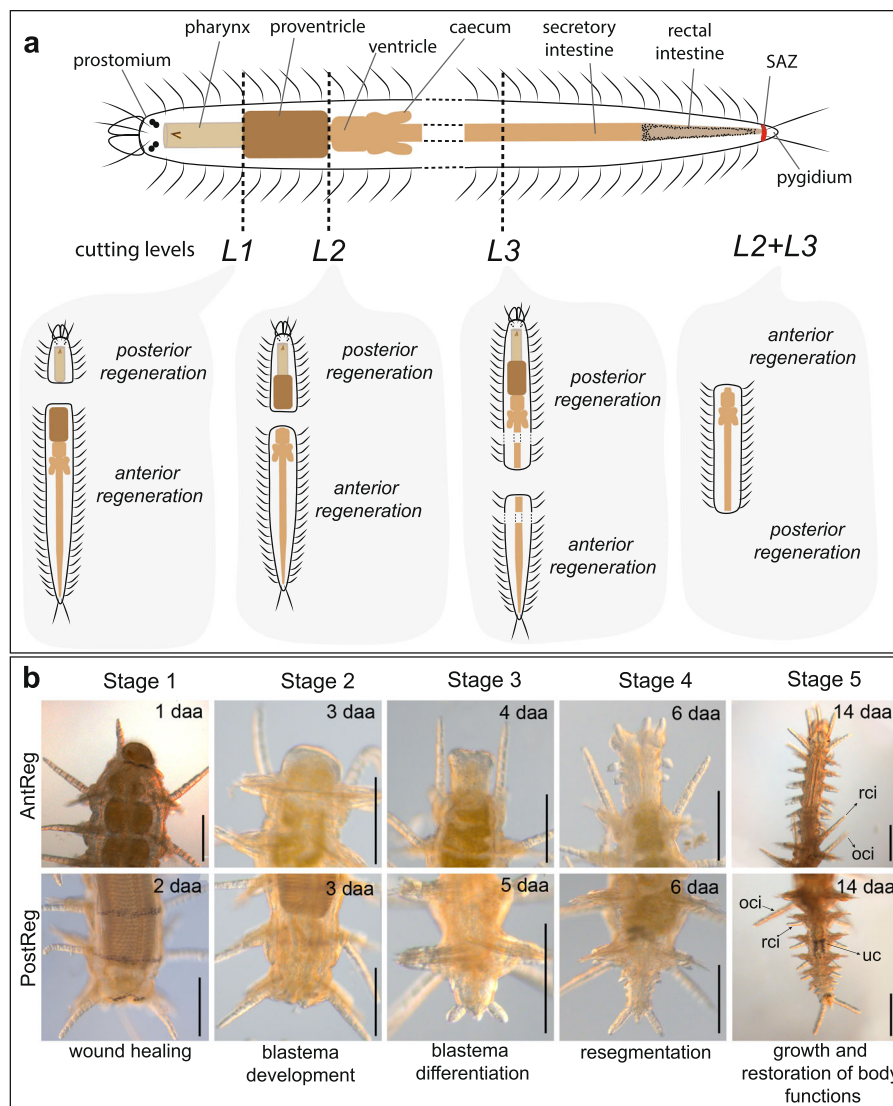 a
pharynx
proventricle
ventricle
caecum
secretory
intestine
rectal
intestine
SAZ
prostomium
pygidium
cutting levels
L1
L2
L3
L2+L3
posterior
regeneration
anterior
regeneration
posterior
regeneration
anterior
regeneration
posterior
regeneration
anterior
regeneration
anterior
regeneration
posterior
regeneration
b
Stage 1
Stage 2
Stage 3
Stage 4
Stage 5
AntReg
1 daa
3 daa
4 daa
6 daa
14 daa
rci
oci
PostReg
2 daa
3 daa
5 daa
6 daa
14 daa
oci
rci
uc
wound healing
blastema
development
blastema
differentiation
resegmentation
growth and
restoration of body
functions